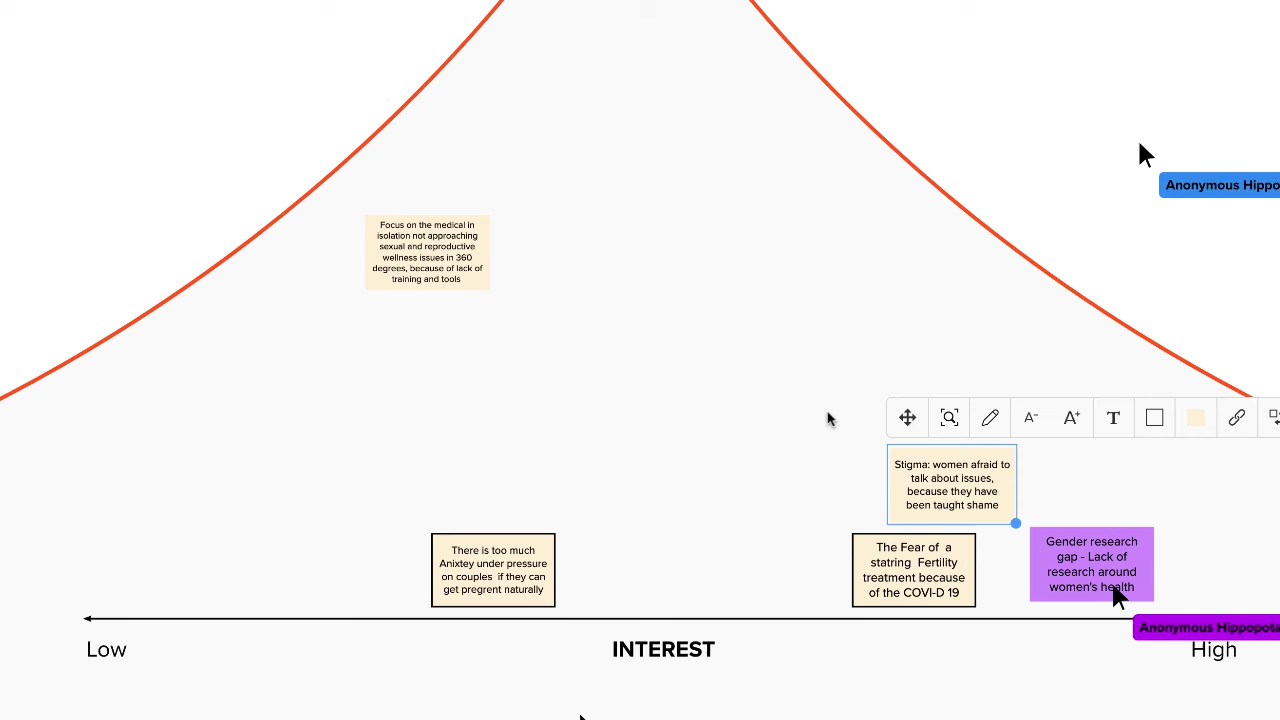 Anonymous Hippo
Focus on the medical in
isolation not approaching
sexual and reproductive
wellness issues in 360
degrees, because of lack of
training and tools
A-
A+
T
Stigma: women afraid to
talk about issues,
because they have
been taught shame
There is too much
Anixtey under pressure
on couples if they can
get pregrent naturally
The Fear of a
statring Fertility
treatment because
of the COVI-D 19
Gender research
gap - Lack of
research around
women's health
Anonymous Hippopota
Low
INTEREST
High